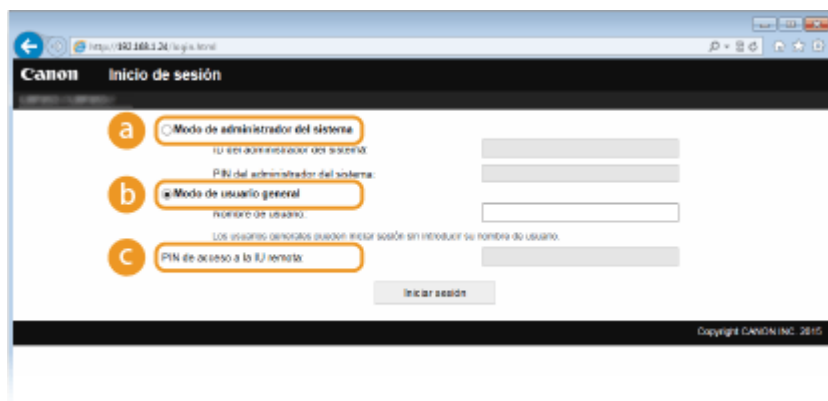 http://192.168.1.24/login.html
Canon Inicio de sesión
a Modo de administrador del sistema
ID del administrador del sistema:
PIN del administrador del sistema:
b Modo de usuario general
Nombre de usuario:
Los usuarios generales pueden iniciar sesión sin introducir su nombre de usuario.
c PIN de acceso a la IU remota:
Iniciar sesión
Copyright CANON INC. 2015